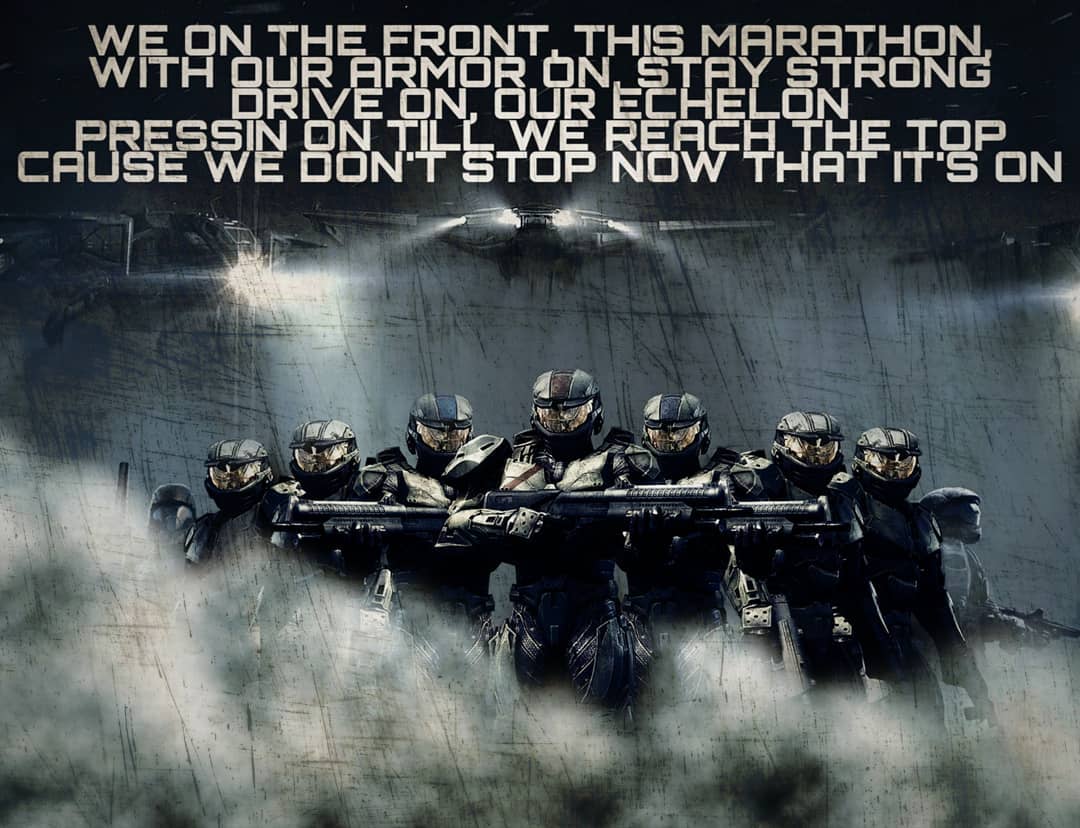 WE ON THE FRONT, THIS MARATHON,
WITH OUR ARMOR ON, STAY STRONG
DRIVE ON, OUR ECHELON
PRESSIN ON TILL WE REACH THE TOP
CAUSE WE DON'T STOP NOW THAT IT'S ON